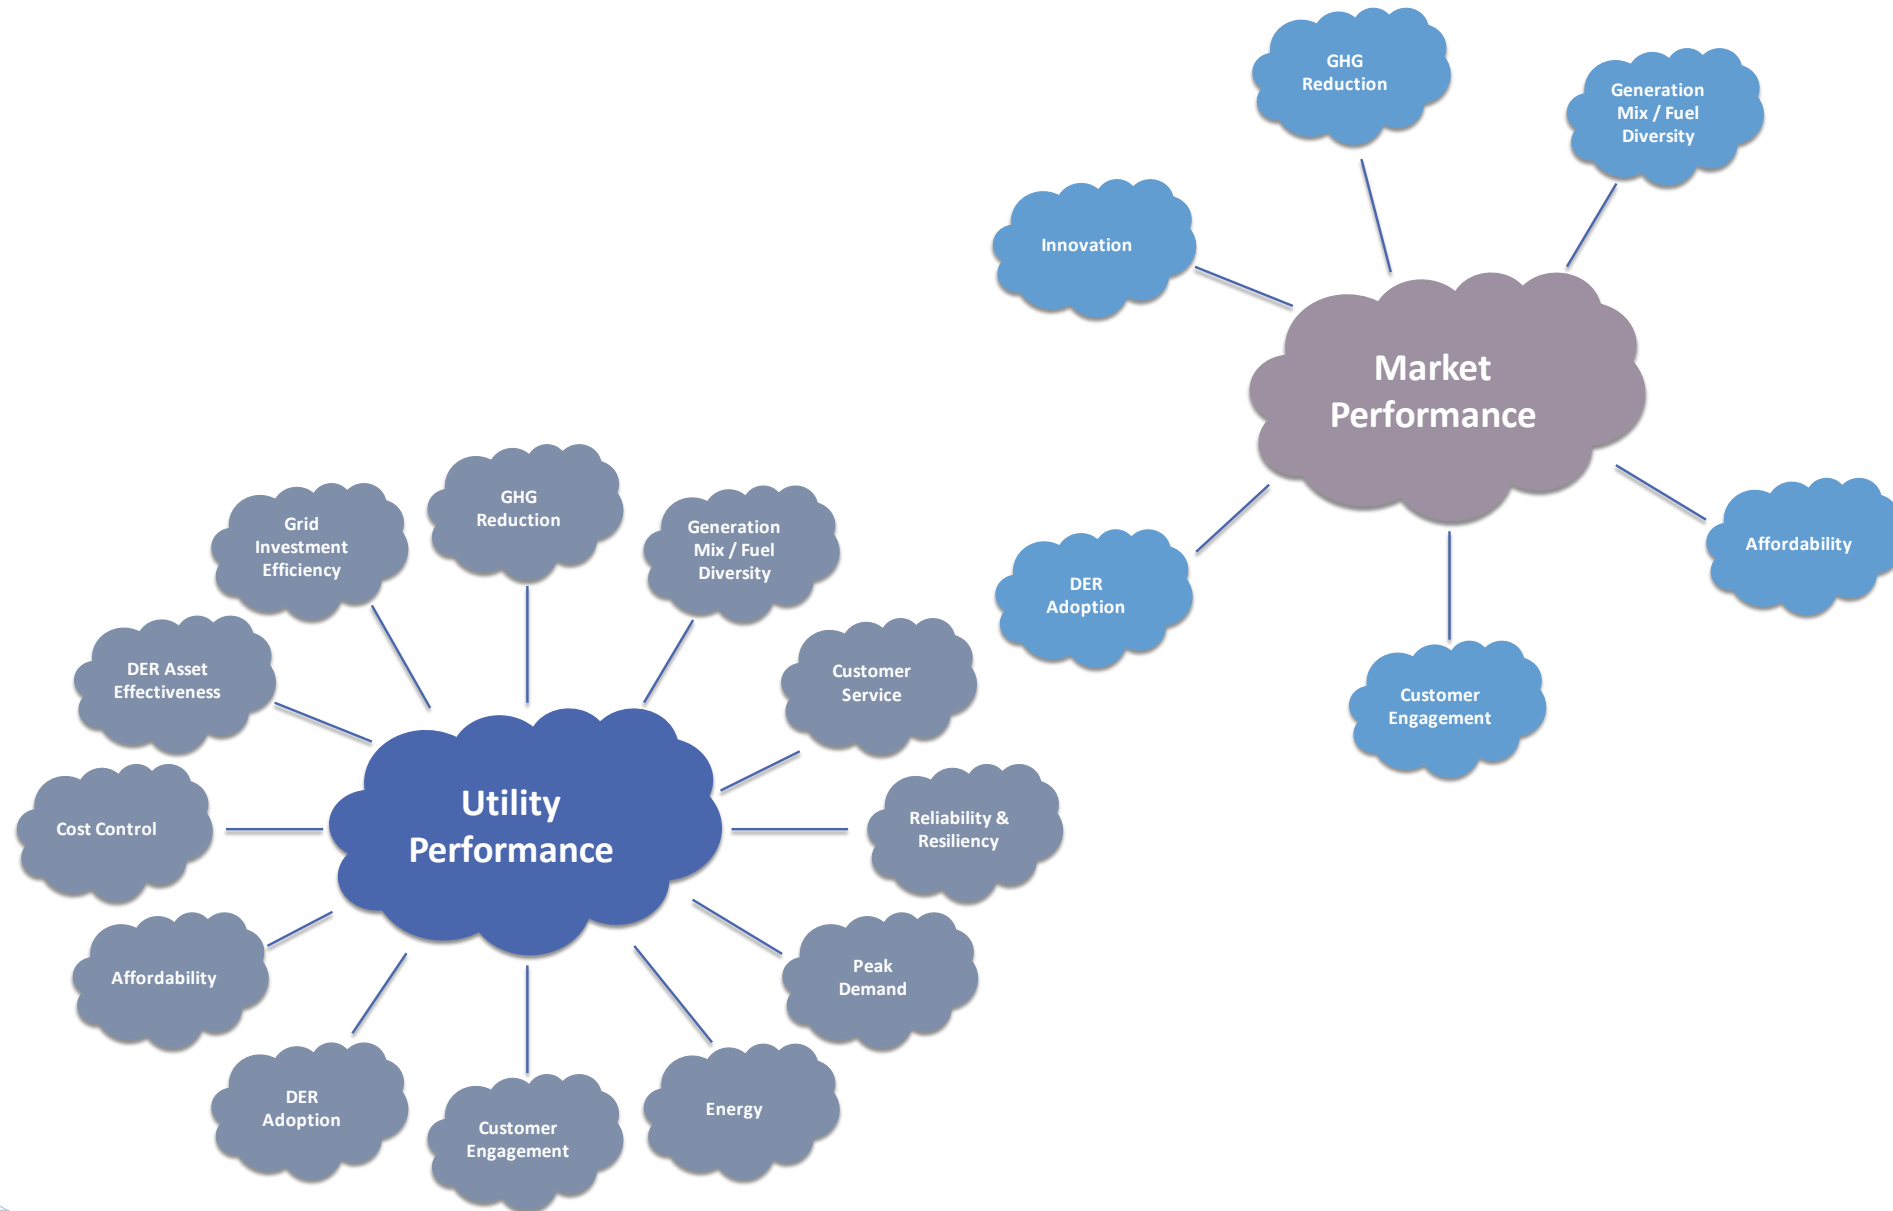 GHG
Reduction
Generation
Mix / Fuel
Diversity
Innovation
Market
Performance
Affordability
DER
Adoption
Customer
Engagement
GHG
Reduction
Grid
Investment
Efficiency
Generation
Mix / Fuel
Diversity
DER Asset
Effectiveness
Customer
Service
Cost Control
Utility
Performance
Reliability &
Resiliency
Affordability
Peak
Demand
DER
Adoption
Customer
Engagement
Energy